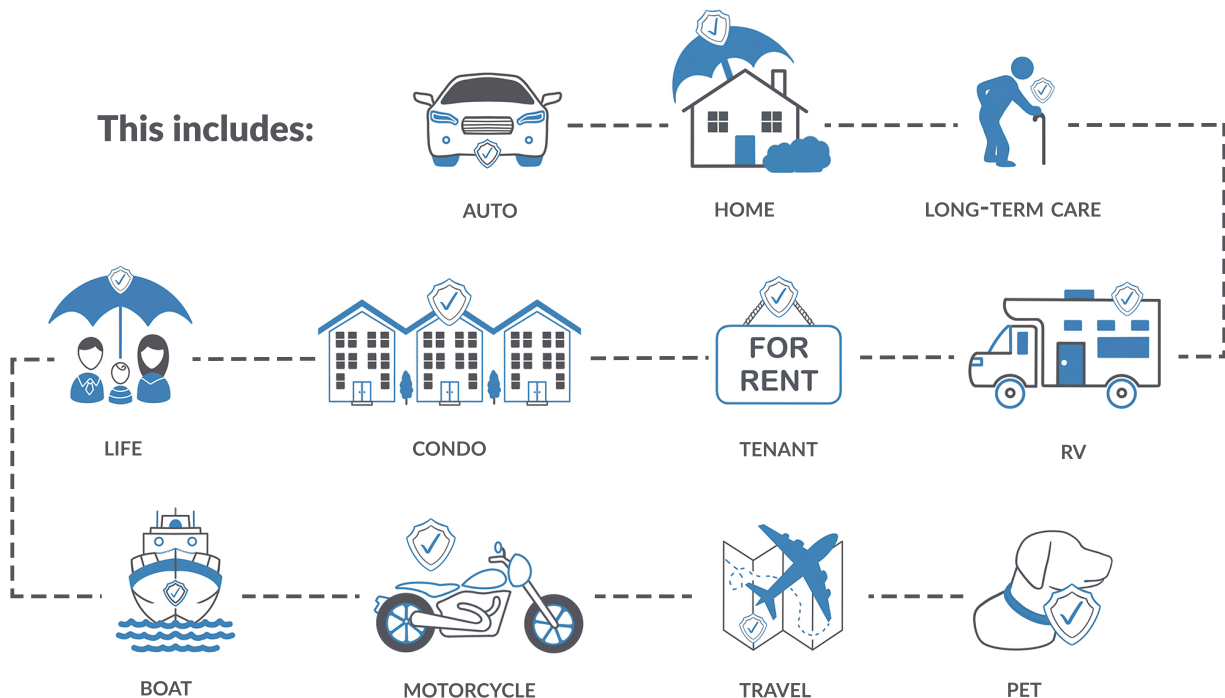 This includes:
AUTO
HOME
LONG-TERM CARE
LIFE
CONDO
FOR
RENT
TENANT
RV
BOAT
MOTORCYCLE
TRAVEL
PET